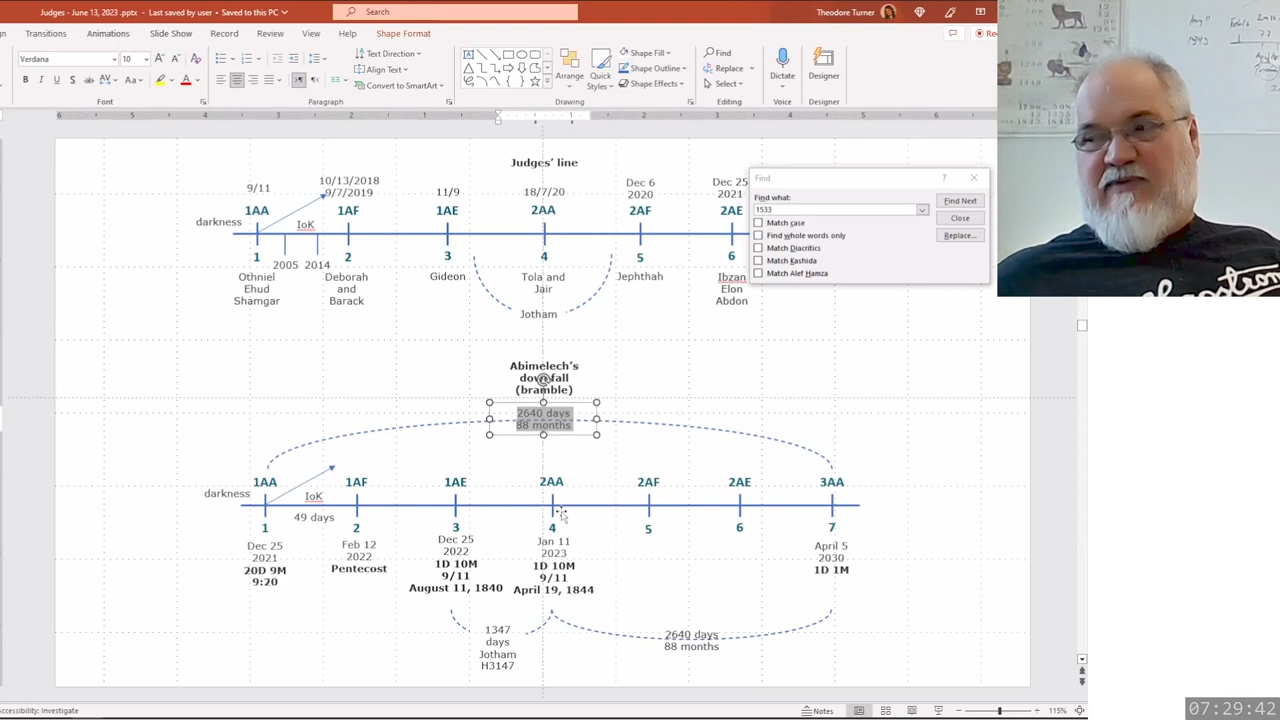 Judges - June 13, 2023 .pptx • Last saved by user • Saved to this PC
Search
Theodore Turner
Transitions
Animations
Slide Show
Record
Review
View
Help
Shape Format
Rec
Verdana
10
Text Direction
Align Text
Convert to SmartArt
Arrange
Quick
Styles
Shape Fill
Shape Outline
Shape Effects
Find
Replace
Select
Dictate
Designer
Font
Paragraph
Drawing
Editing
Voice
Designer
Judges' line
9/11
10/13/2018
9/7/2019
11/9
18/7/20
Dec 6
2020
Dec 25
2021
darkness
1AA
IoK
1AF
1AE
2AA
2AF
2AE
1
2005
2014
2
3
4
5
6
Othniel
Ehud
Shamgar
Deborah
and
Barack
Gideon
Tola and
Jair
Jephthah
Ibzan
Elon
Abdon
Jotham
Find
?
Find what:
1533
Find Next
Match case
Close
Find whole words only
Replace...
Match Diacritics
Match Kashida
Match Alef Hamza
Abimelech's
downfall
(bramble)
2640 days
88 months
darkness
1AA
IoK
1AF
1AE
2AA
2AF
2AE
3AA
49 days
1
2
3
4
5
6
7
Dec 25
2021
20D 9M
9:20
Feb 12
2022
Pentecost
Dec 25
2022
1D 10M
9/11
August 11, 1840
Jan 11
2023
1D 10M
9/11
April 19, 1844
April 5
2030
1D 1M
1347
days
Jotham
H3147
2640 days
88 months
Accessibility: Investigate
Notes
115%
07:29:42